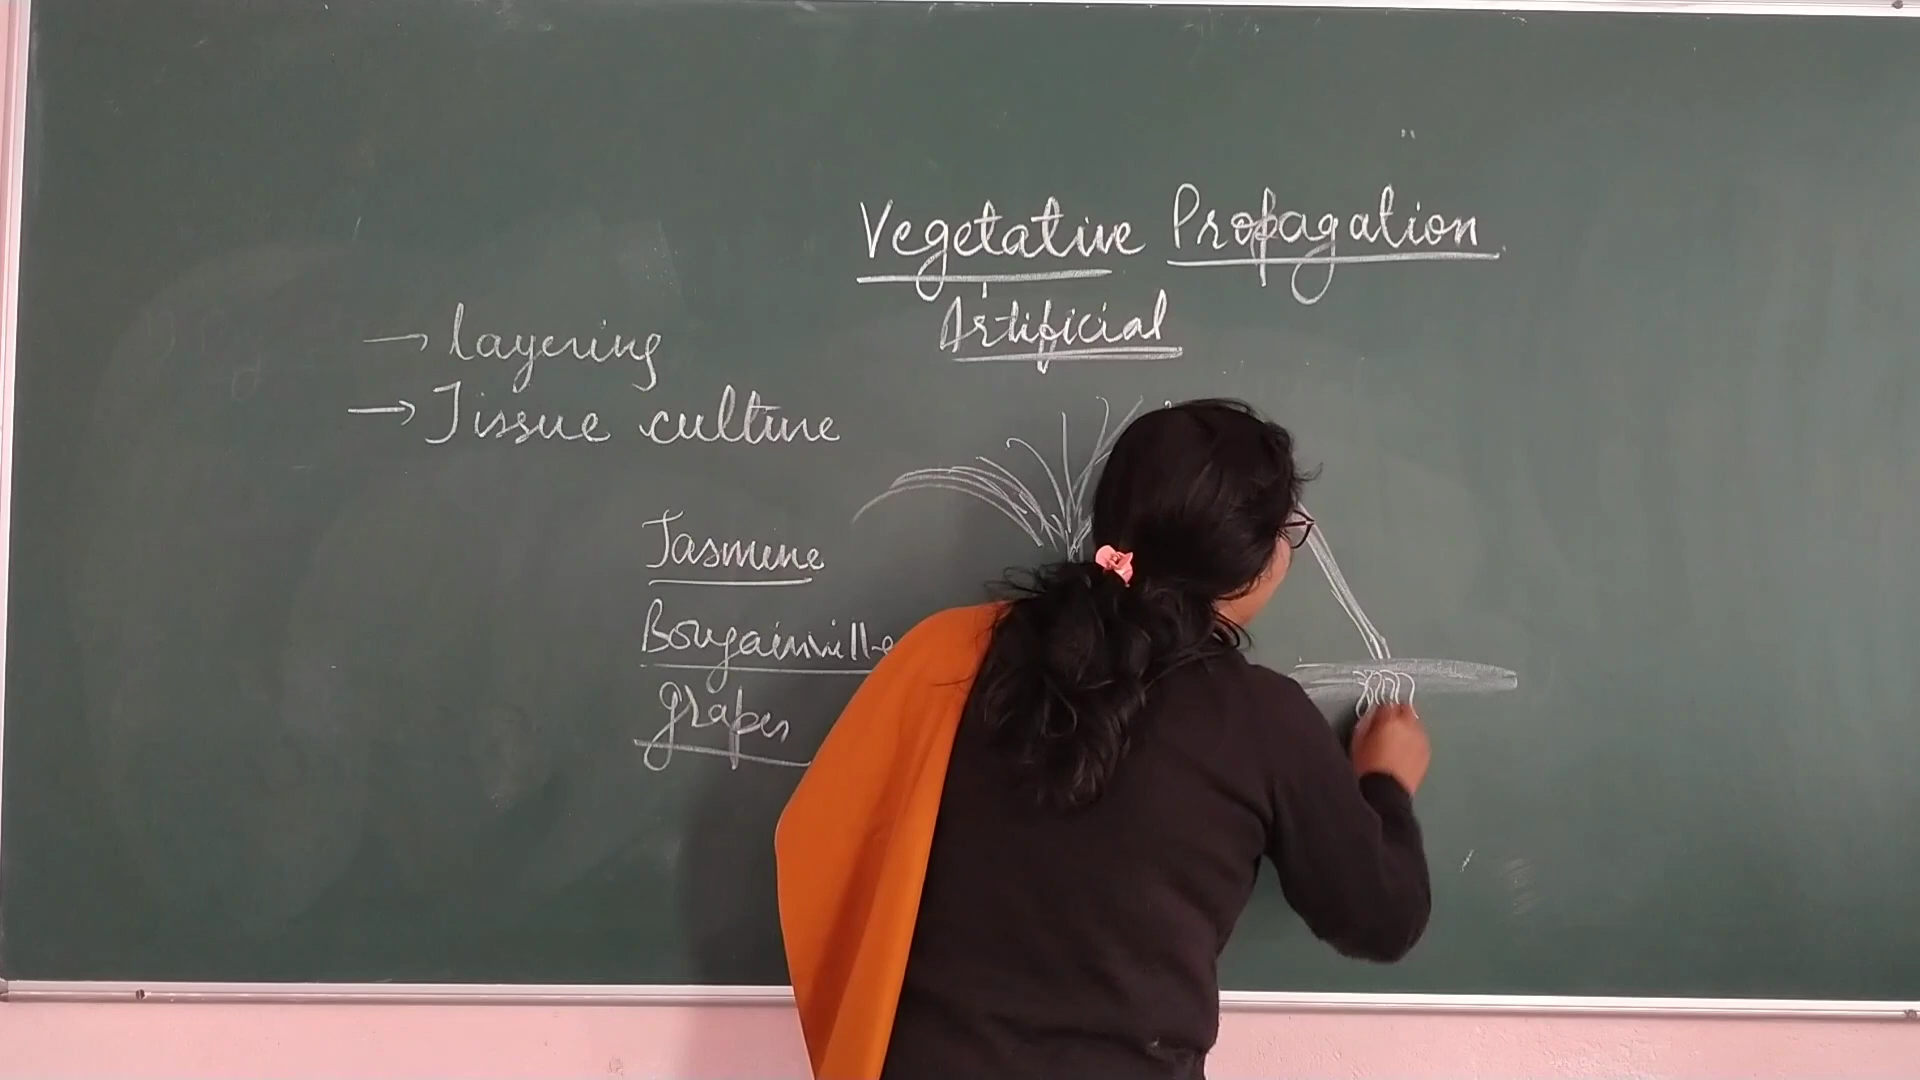 Vegetative Propagation
Artificial
→ layering
→ Tissue culture
Jasmine
Bougainville
grapes